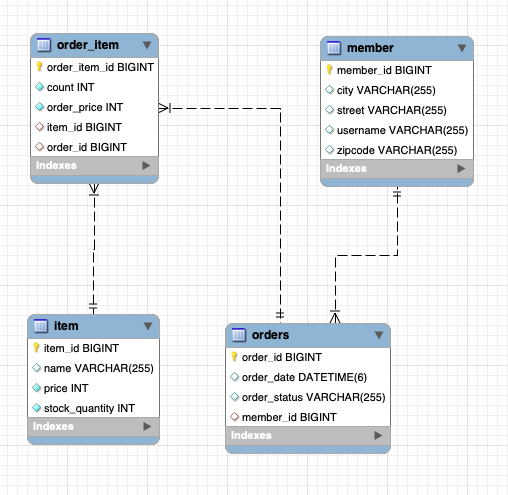 order_item
order_item_id BIGINT
count INT
order_price INT
item_id BIGINT
order_id BIGINT
Indexes
member
member_id BIGINT
city VARCHAR(255)
street VARCHAR(255)
username VARCHAR(255)
zipcode VARCHAR(255)
Indexes
item
item_id BIGINT
name VARCHAR(255)
price INT
stock_quantity INT
Indexes
orders
order_id BIGINT
order_date DATETIME(6)
order_status VARCHAR(255)
member_id BIGINT
Indexes